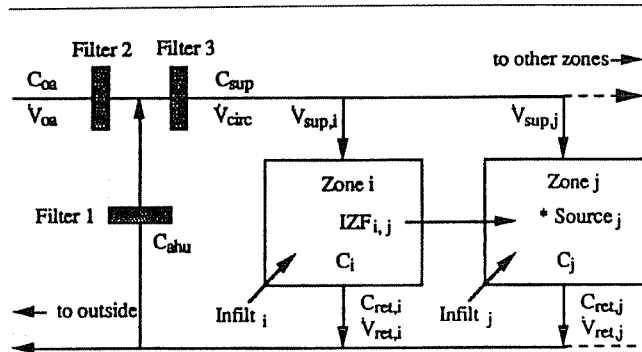 Filter 2
Filter 3
to other zones
C_oa
C_sup
V̇_oa
V̇_circ
V̇_sup,i
V̇_sup,j
Zone i
Zone j
IZF_i, j
* Source_j
Filter 1
C_ahu
C_i
C_j
to outside
Infilt_i
C_ret,i
V̇_ret,i
Infilt_j
C_ret,j
V̇_ret,j